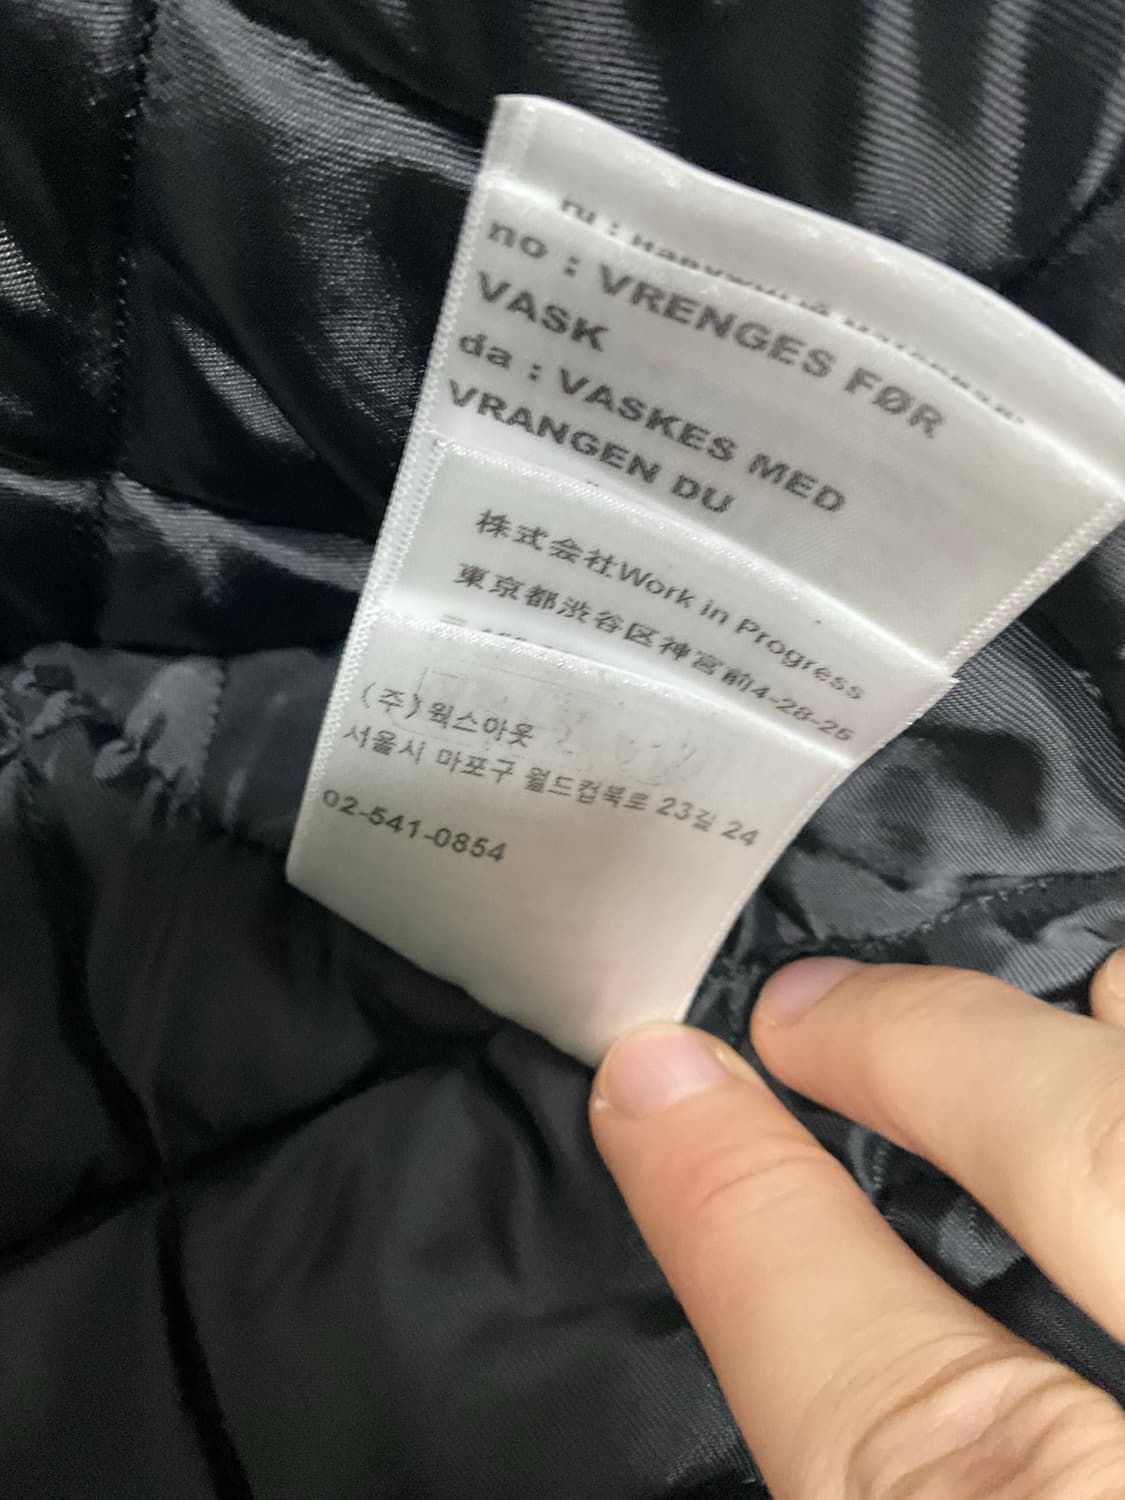 no : VRENGES FØR
VASK
da : VASKES MED
VRANGEN DU
株式会社Work in Progress
東京都渋谷区神宮前4-28-26
(주)웍스아웃
서울시 마포구 월드컵북로 23길 24
02-541-0854